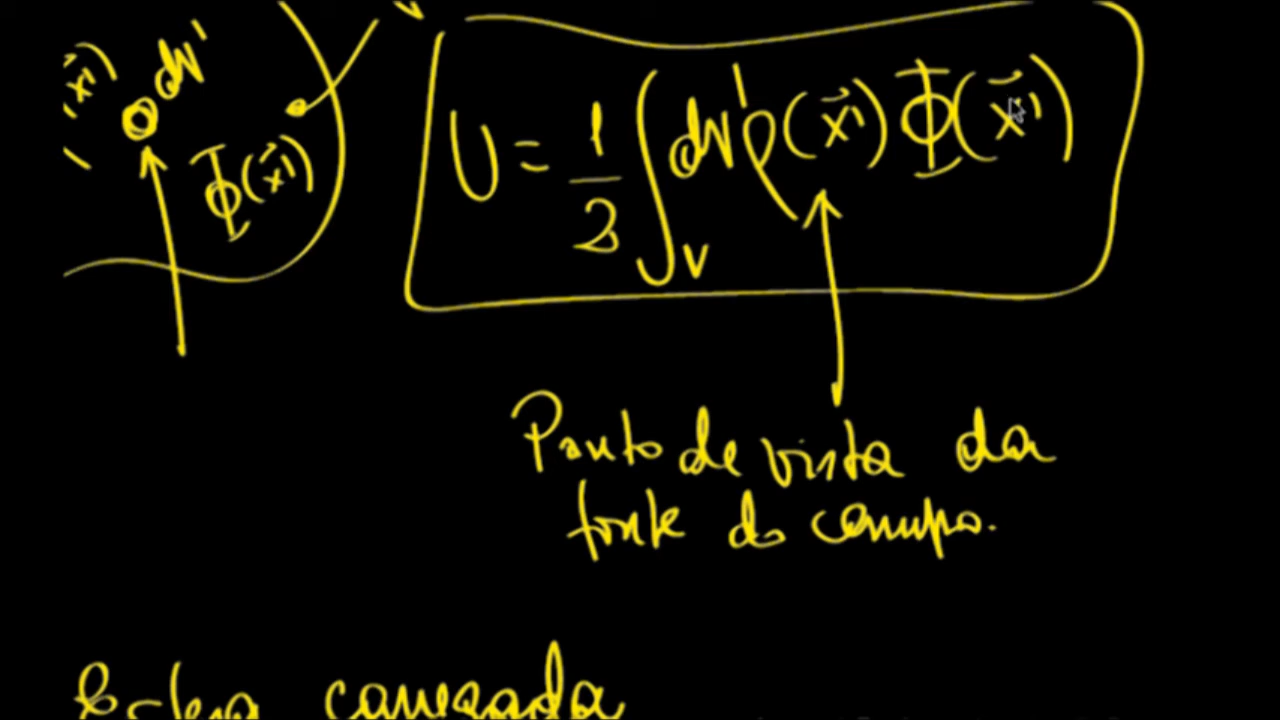 (x⃗') dv'
Φ(x⃗')
U = 1/2 ∫_V dv' ρ(x⃗') Φ(x⃗')
Ponto de vista da
fonte do campo.
Esfera carregada